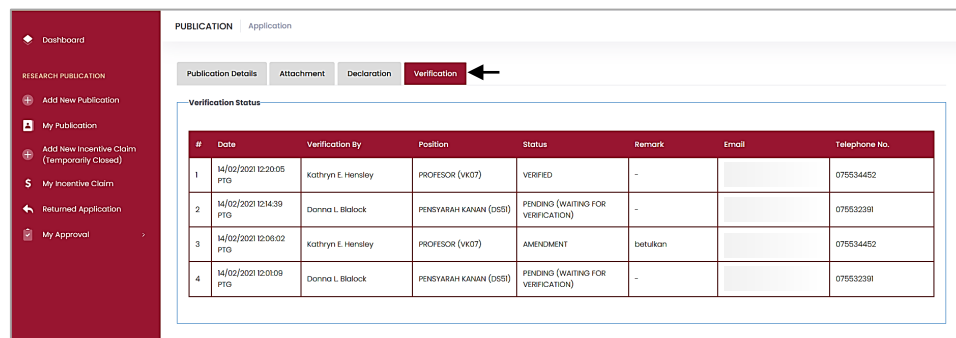 PUBLICATION Application
Dashboard
RESEARCH PUBLICATION
Add New Publication
My Publication
Add New Incentive Claim
(Temporarily Closed)
My Incentive Claim
Returned Application
My Approval
Publication Details Attachment Declaration Verification
Verification Status
# Date Verification By Position Status Remark Email Telephone No.
1 14/02/2021 12:20:05 PTG Kathryn E. Hensley PROFESOR (VK07) VERIFIED - 075534452
2 14/02/2021 12:14:39 PTG Donna L. Blalock PENSYARAH KANAN (DS51) PENDING (WAITING FOR VERIFICATION) - 075532391
3 14/02/2021 12:06:02 PTG Kathryn E. Hensley PROFESOR (VK07) AMENDMENT betulkan 075534452
4 14/02/2021 12:01:09 PTG Donna L. Blalock PENSYARAH KANAN (DS51) PENDING (WAITING FOR VERIFICATION) - 075532391